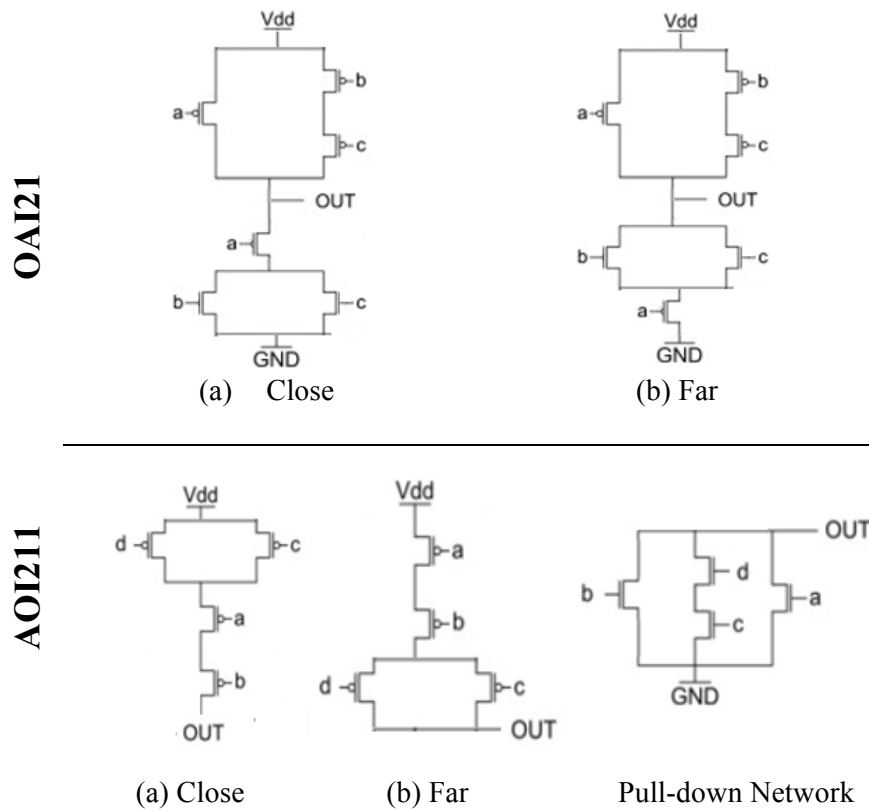 OAI21
Vdd
a
b
c
OUT
a
b
c
GND
(a) Close
Vdd
a
b
c
OUT
b
c
a
GND
(b) Far
AOI211
Vdd
d
c
a
b
OUT
(a) Close
Vdd
a
b
d
c
OUT
(b) Far
OUT
b
d
c
a
GND
Pull-down Network